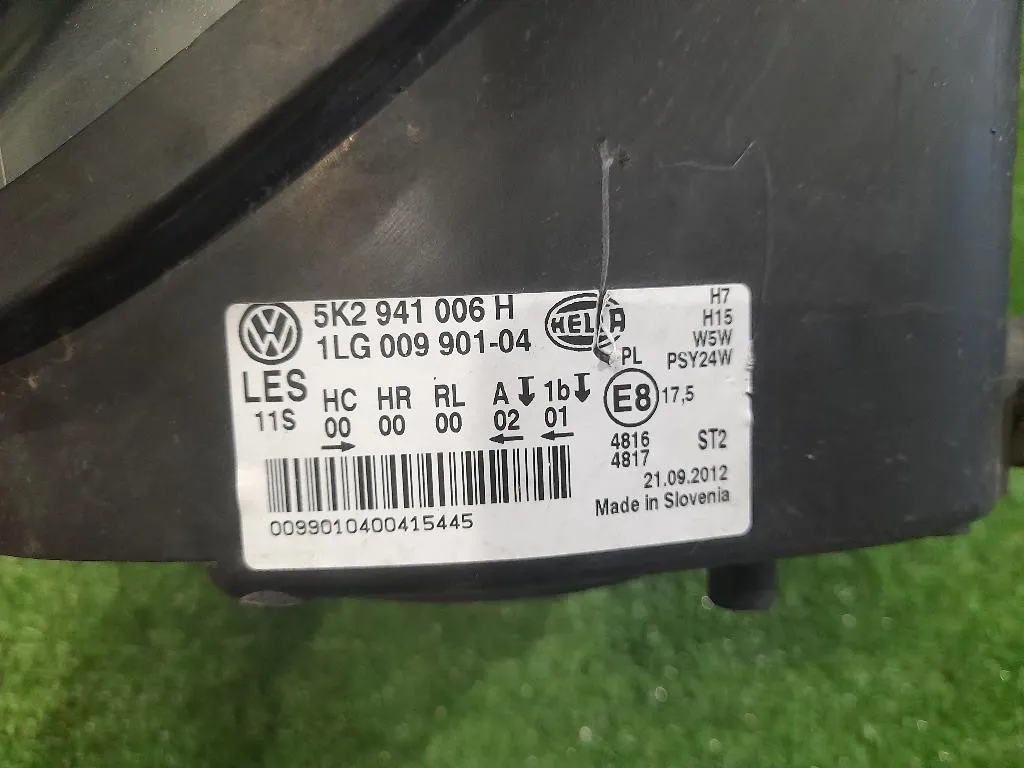 VW
5K2 941 006 H
1LG 009 901-04
HELLA
H7
H15
W5W
PSY24W
LES
11S
HC HR RL A 1b
00 00 00 02 01
PL
E8 17,5
4816
4817
ST2
21.09.2012
Made in Slovenia
0099010400415445